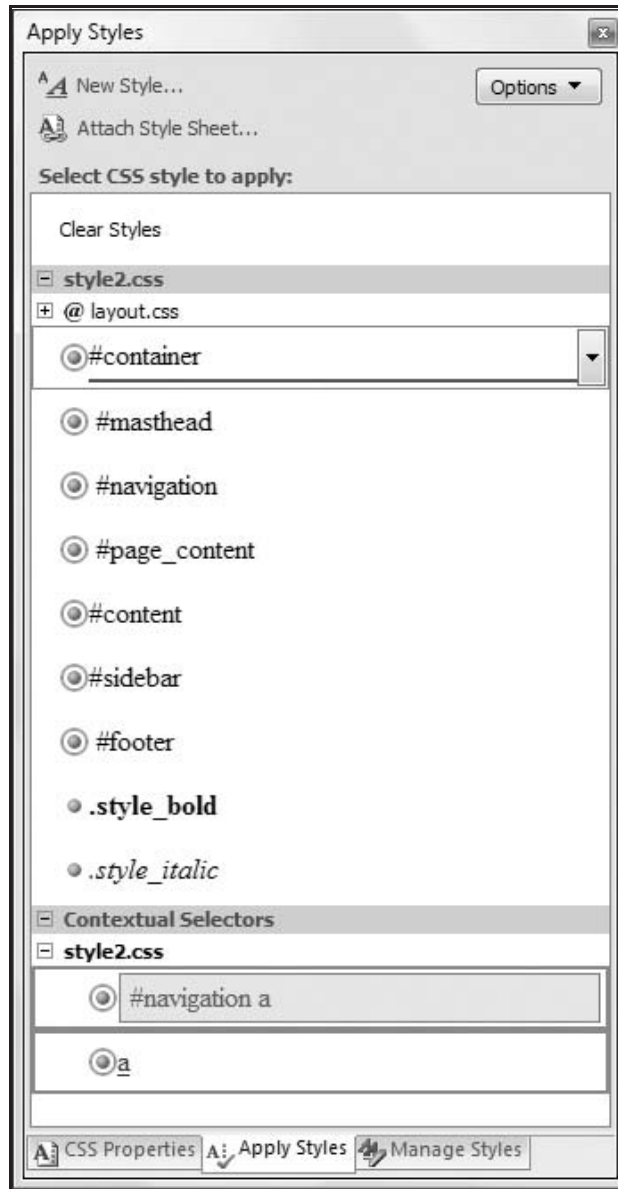 Apply Styles
New Style...
Options
Attach Style Sheet...
Select CSS style to apply:
Clear Styles
style2.css
@ layout.css
#container
#masthead
#navigation
#page_content
#content
#sidebar
#footer
.style_bold
.style_italic
Contextual Selectors
style2.css
#navigation a
a
CSS Properties Apply Styles Manage Styles